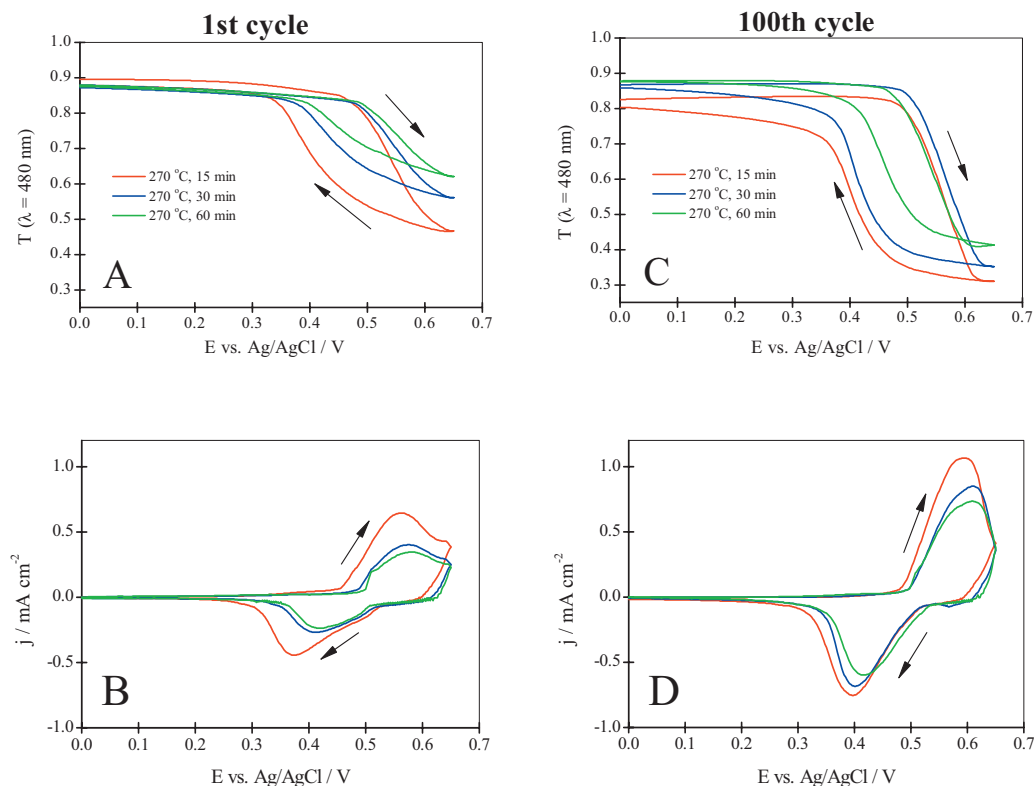 1st cycle
100th cycle
A
1.0
0.9
0.8
0.7
0.6
0.5
0.4
0.3
T (λ = 480 nm)
270 °C, 15 min
270 °C, 30 min
270 °C, 60 min
0.0 0.1 0.2 0.3 0.4 0.5 0.6 0.7
E vs. Ag/AgCl / V
C
1.0
0.9
0.8
0.7
0.6
0.5
0.4
0.3
T (λ = 480 nm)
270 °C, 15 min
270 °C, 30 min
270 °C, 60 min
0.0 0.1 0.2 0.3 0.4 0.5 0.6 0.7
E vs. Ag/AgCl / V
B
1.0
0.5
0.0
-0.5
-1.0
j / mA cm-2
0.0 0.1 0.2 0.3 0.4 0.5 0.6 0.7
E vs. Ag/AgCl / V
D
1.0
0.5
0.0
-0.5
-1.0
j / mA cm-2
0.0 0.1 0.2 0.3 0.4 0.5 0.6 0.7
E vs. Ag/AgCl / V